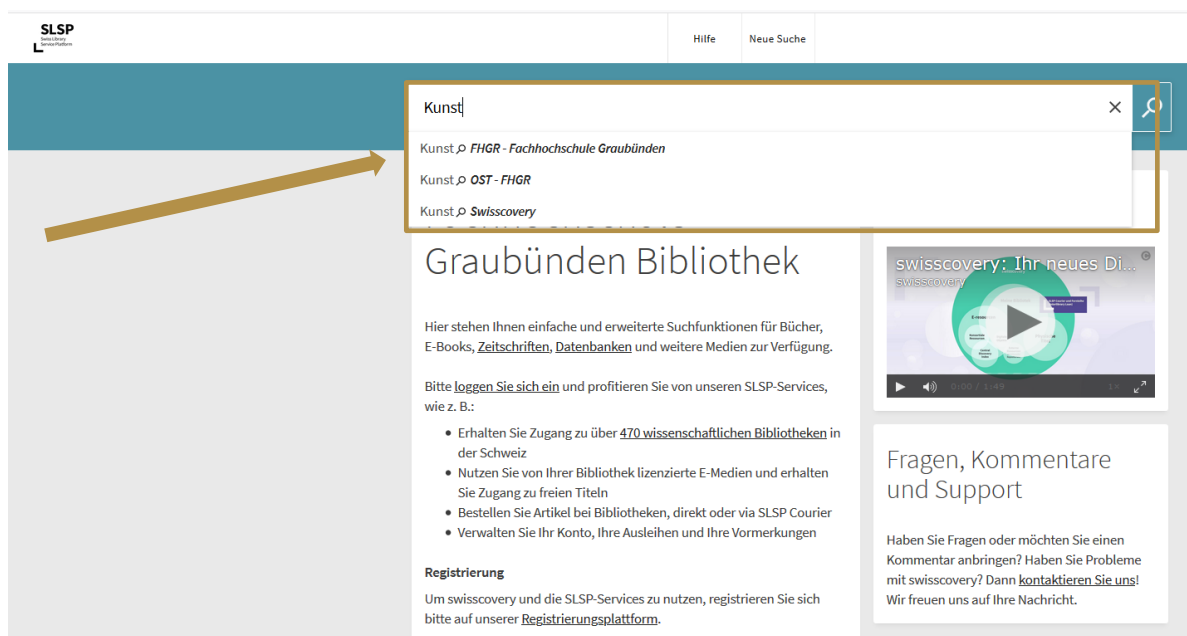 SLSP
Swiss Library
Service Platform
Hilfe
Neue Suche
Kunst
Kunst FHGR - Fachhochschule Graubünden
Kunst OST - FHGR
Kunst Swisscovery
Graubünden Bibliothek
Hier stehen Ihnen einfache und erweiterte Suchfunktionen für Bücher,
E-Books, Zeitschriften, Datenbanken und weitere Medien zur Verfügung.
Bitte loggen Sie sich ein und profitieren Sie von unseren SLSP-Services,
wie z. B.:
• Erhalten Sie Zugang zu über 470 wissenschaftlichen Bibliotheken in
der Schweiz
• Nutzen Sie von Ihrer Bibliothek lizenzierte E-Medien und erhalten
Sie Zugang zu freien Titeln
• Bestellen Sie Artikel bei Bibliotheken, direkt oder via SLSP Courier
• Verwalten Sie Ihr Konto, Ihre Ausleihen und Ihre Vormerkungen
Registrierung
Um swisscovery und die SLSP-Services zu nutzen, registrieren Sie sich
bitte auf unserer Registrierungsplattform.
swisscovery: Ihr neues Di...
swisscovery
0:00 / 1:49
1×
Fragen, Kommentare
und Support
Haben Sie Fragen oder möchten Sie einen
Kommentar anbringen? Haben Sie Probleme
mit swisscovery? Dann kontaktieren Sie uns!
Wir freuen uns auf Ihre Nachricht.